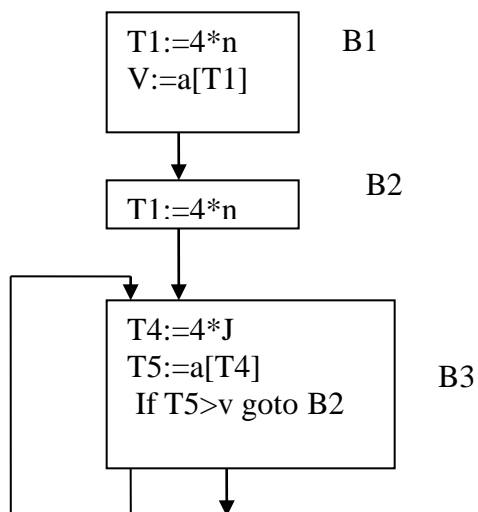 T1:=4*n
V:=a[T1]
B1
T1:=4*n
B2
T4:=4*J
T5:=a[T4]
If T5>v goto B2
B3